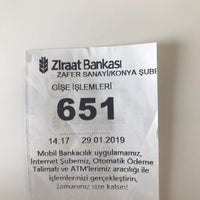 Ziraat Bankası
ZAFER SANAYİ/KONYA ŞUBE
GİŞE İŞLEMLERİ
651
14:17 29.01.2019
Mobil Bankacılık uygulamamız,
İnternet Şubemiz, Otomatik Ödeme
Talimatı ve ATM'lerimiz aracılığı ile
işlemlerinizi gerçekleştirin,
zamanınız size kalsın!